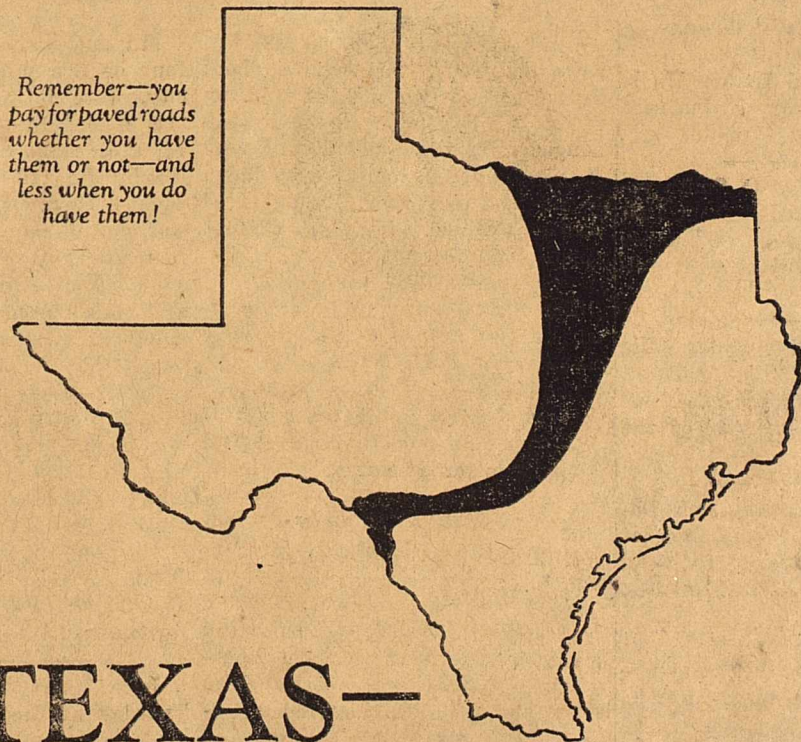 Remember—you
pay for paved roads
whether you have
them or not—and
less when you do
have them!
TEXAS—